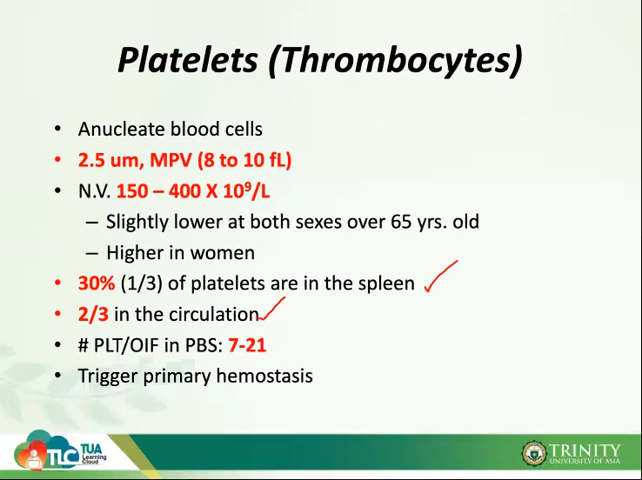 Platelets (Thrombocytes)
• Anucleate blood cells
• 2.5 um, MPV (8 to 10 fL)
• N.V. 150 – 400 X 10⁹/L
– Slightly lower at both sexes over 65 yrs. old
– Higher in women
• 30% (1/3) of platelets are in the spleen
• 2/3 in the circulation
• # PLT/OIF in PBS: 7-21
• Trigger primary hemostasis
TLC TUA
Learning
Cloud
TRINITY
UNIVERSITY OF ASIA